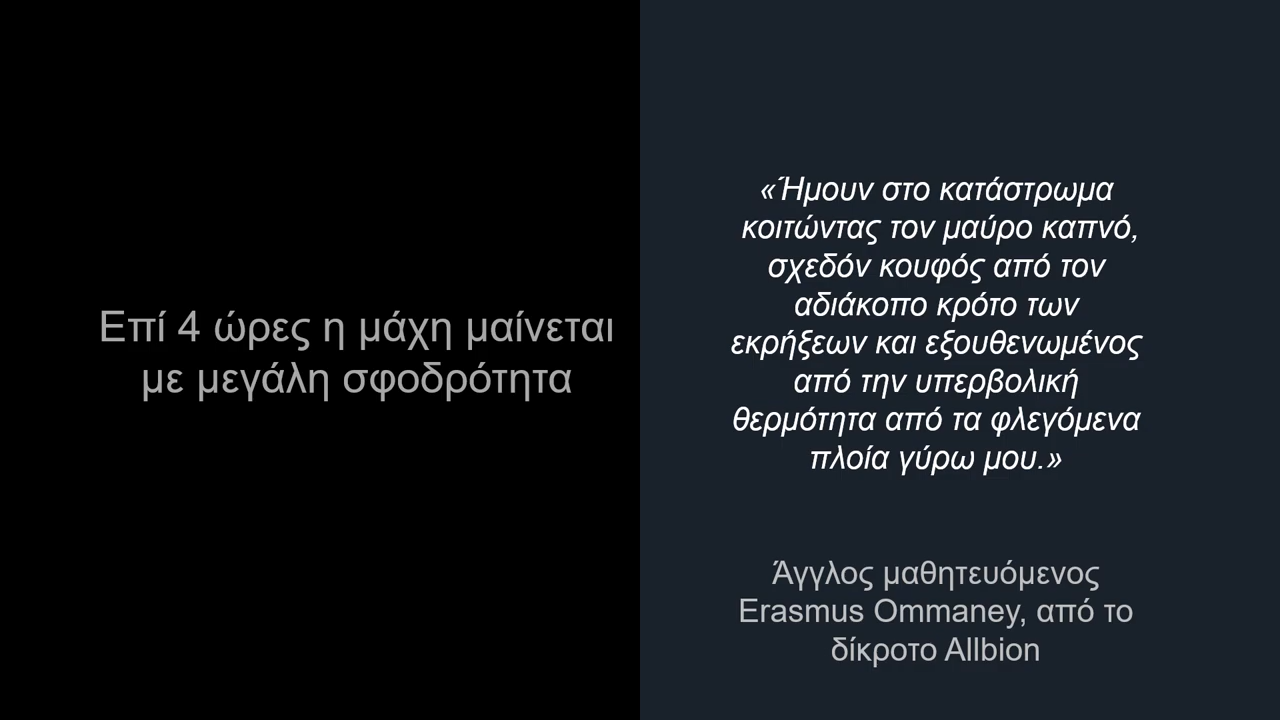 Επί 4 ώρες η μάχη μαίνεται
με μεγάλη σφοδρότητα
«Ήμουν στο κατάστρωμα
κοιτώντας τον μαύρο καπνό,
σχεδόν κουφός από τον
αδιάκοπο κρότο των
εκρήξεων και εξουθενωμένος
από την υπερβολική
θερμότητα από τα φλεγόμενα
πλοία γύρω μου.»
Άγγλος μαθητευόμενος
Erasmus Ommaney, από το
δίκροτο Allbion